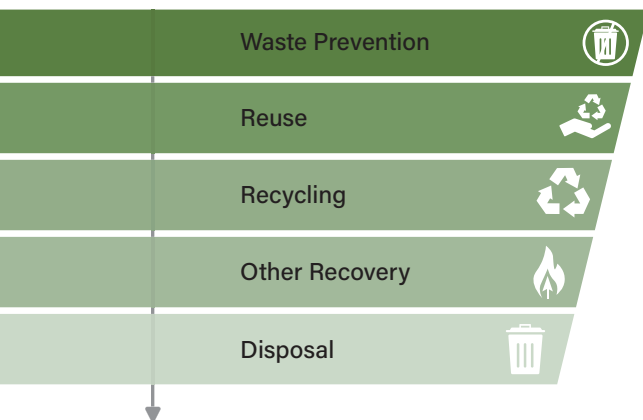 Waste Prevention
Reuse
Recycling
Other Recovery
Disposal